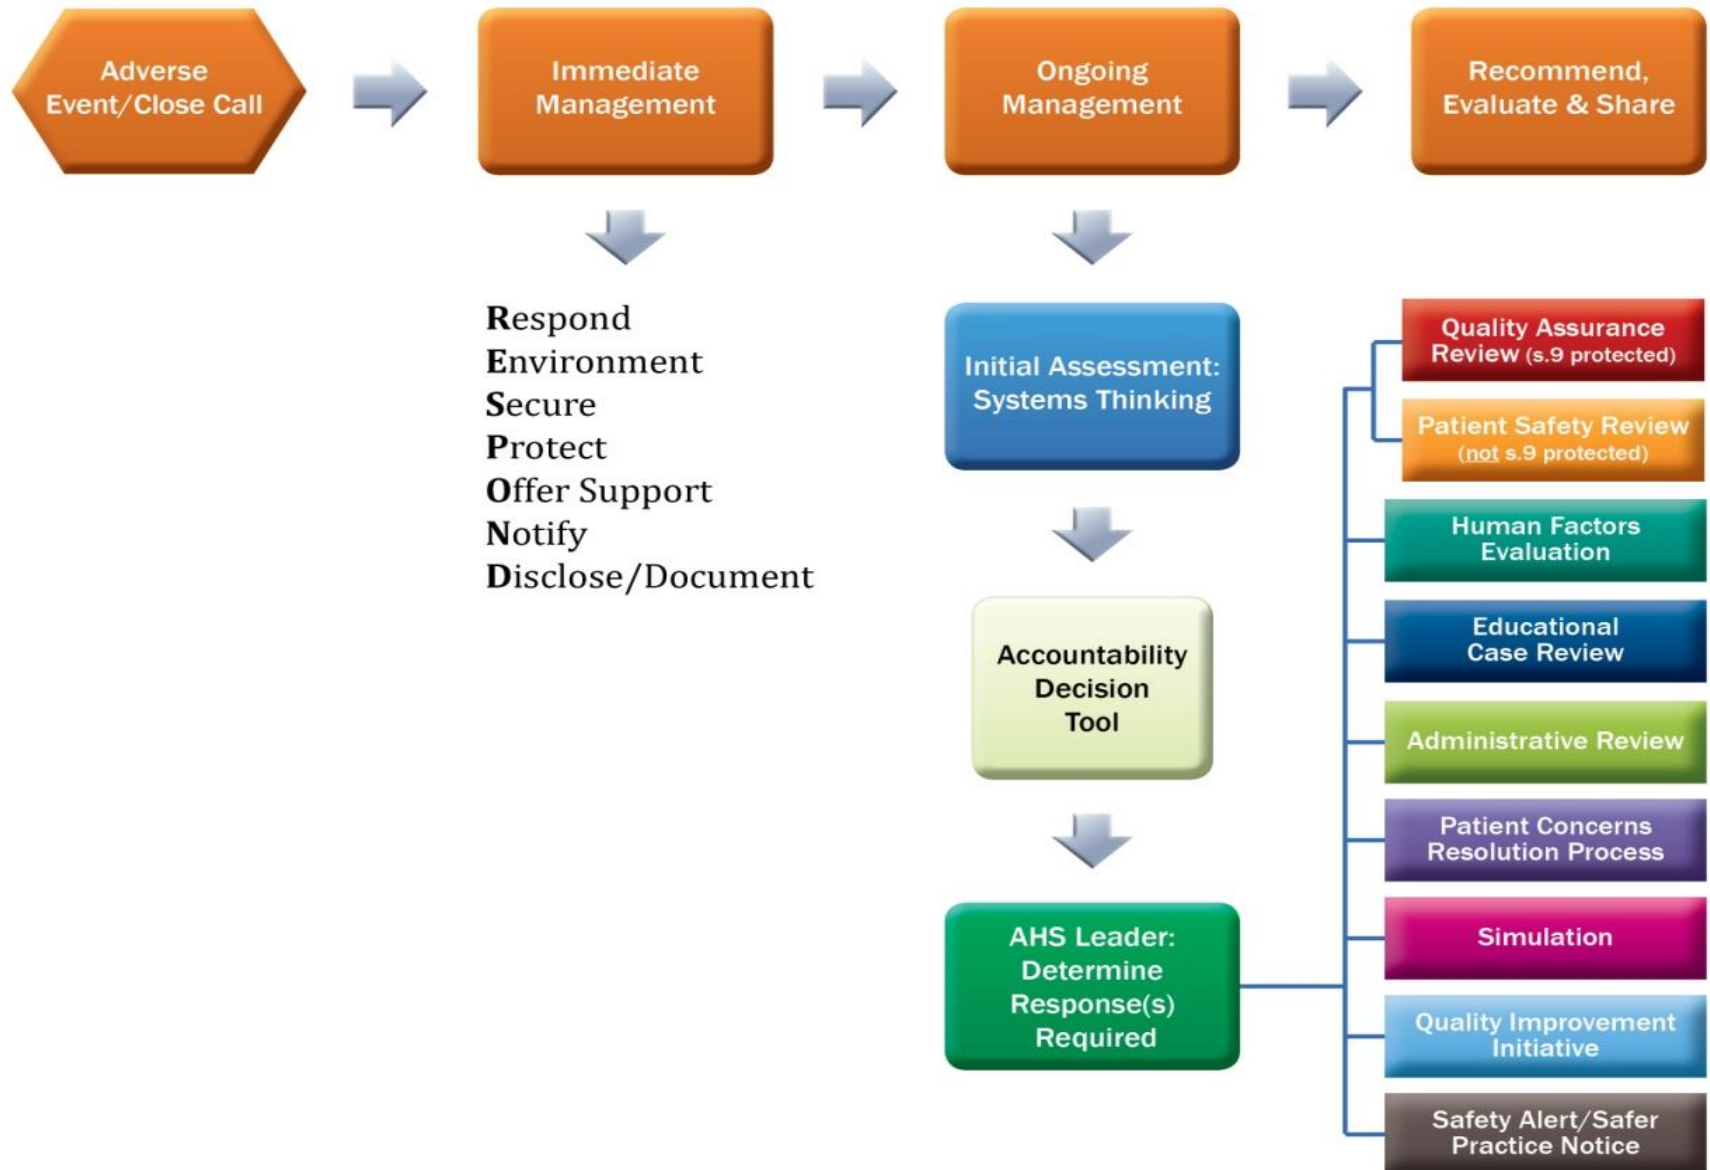 Adverse
Event/Close Call
Immediate
Management
Ongoing
Management
Recommend,
Evaluate & Share
Respond
Environment
Secure
Protect
Offer Support
Notify
Disclose/Document
Initial Assessment:
Systems Thinking
Accountability
Decision
Tool
AHS Leader:
Determine
Response(s)
Required
Quality Assurance
Review (s.9 protected)
Patient Safety Review
(not s.9 protected)
Human Factors
Evaluation
Educational
Case Review
Administrative Review
Patient Concerns
Resolution Process
Simulation
Quality Improvement
Initiative
Safety Alert/Safer
Practice Notice